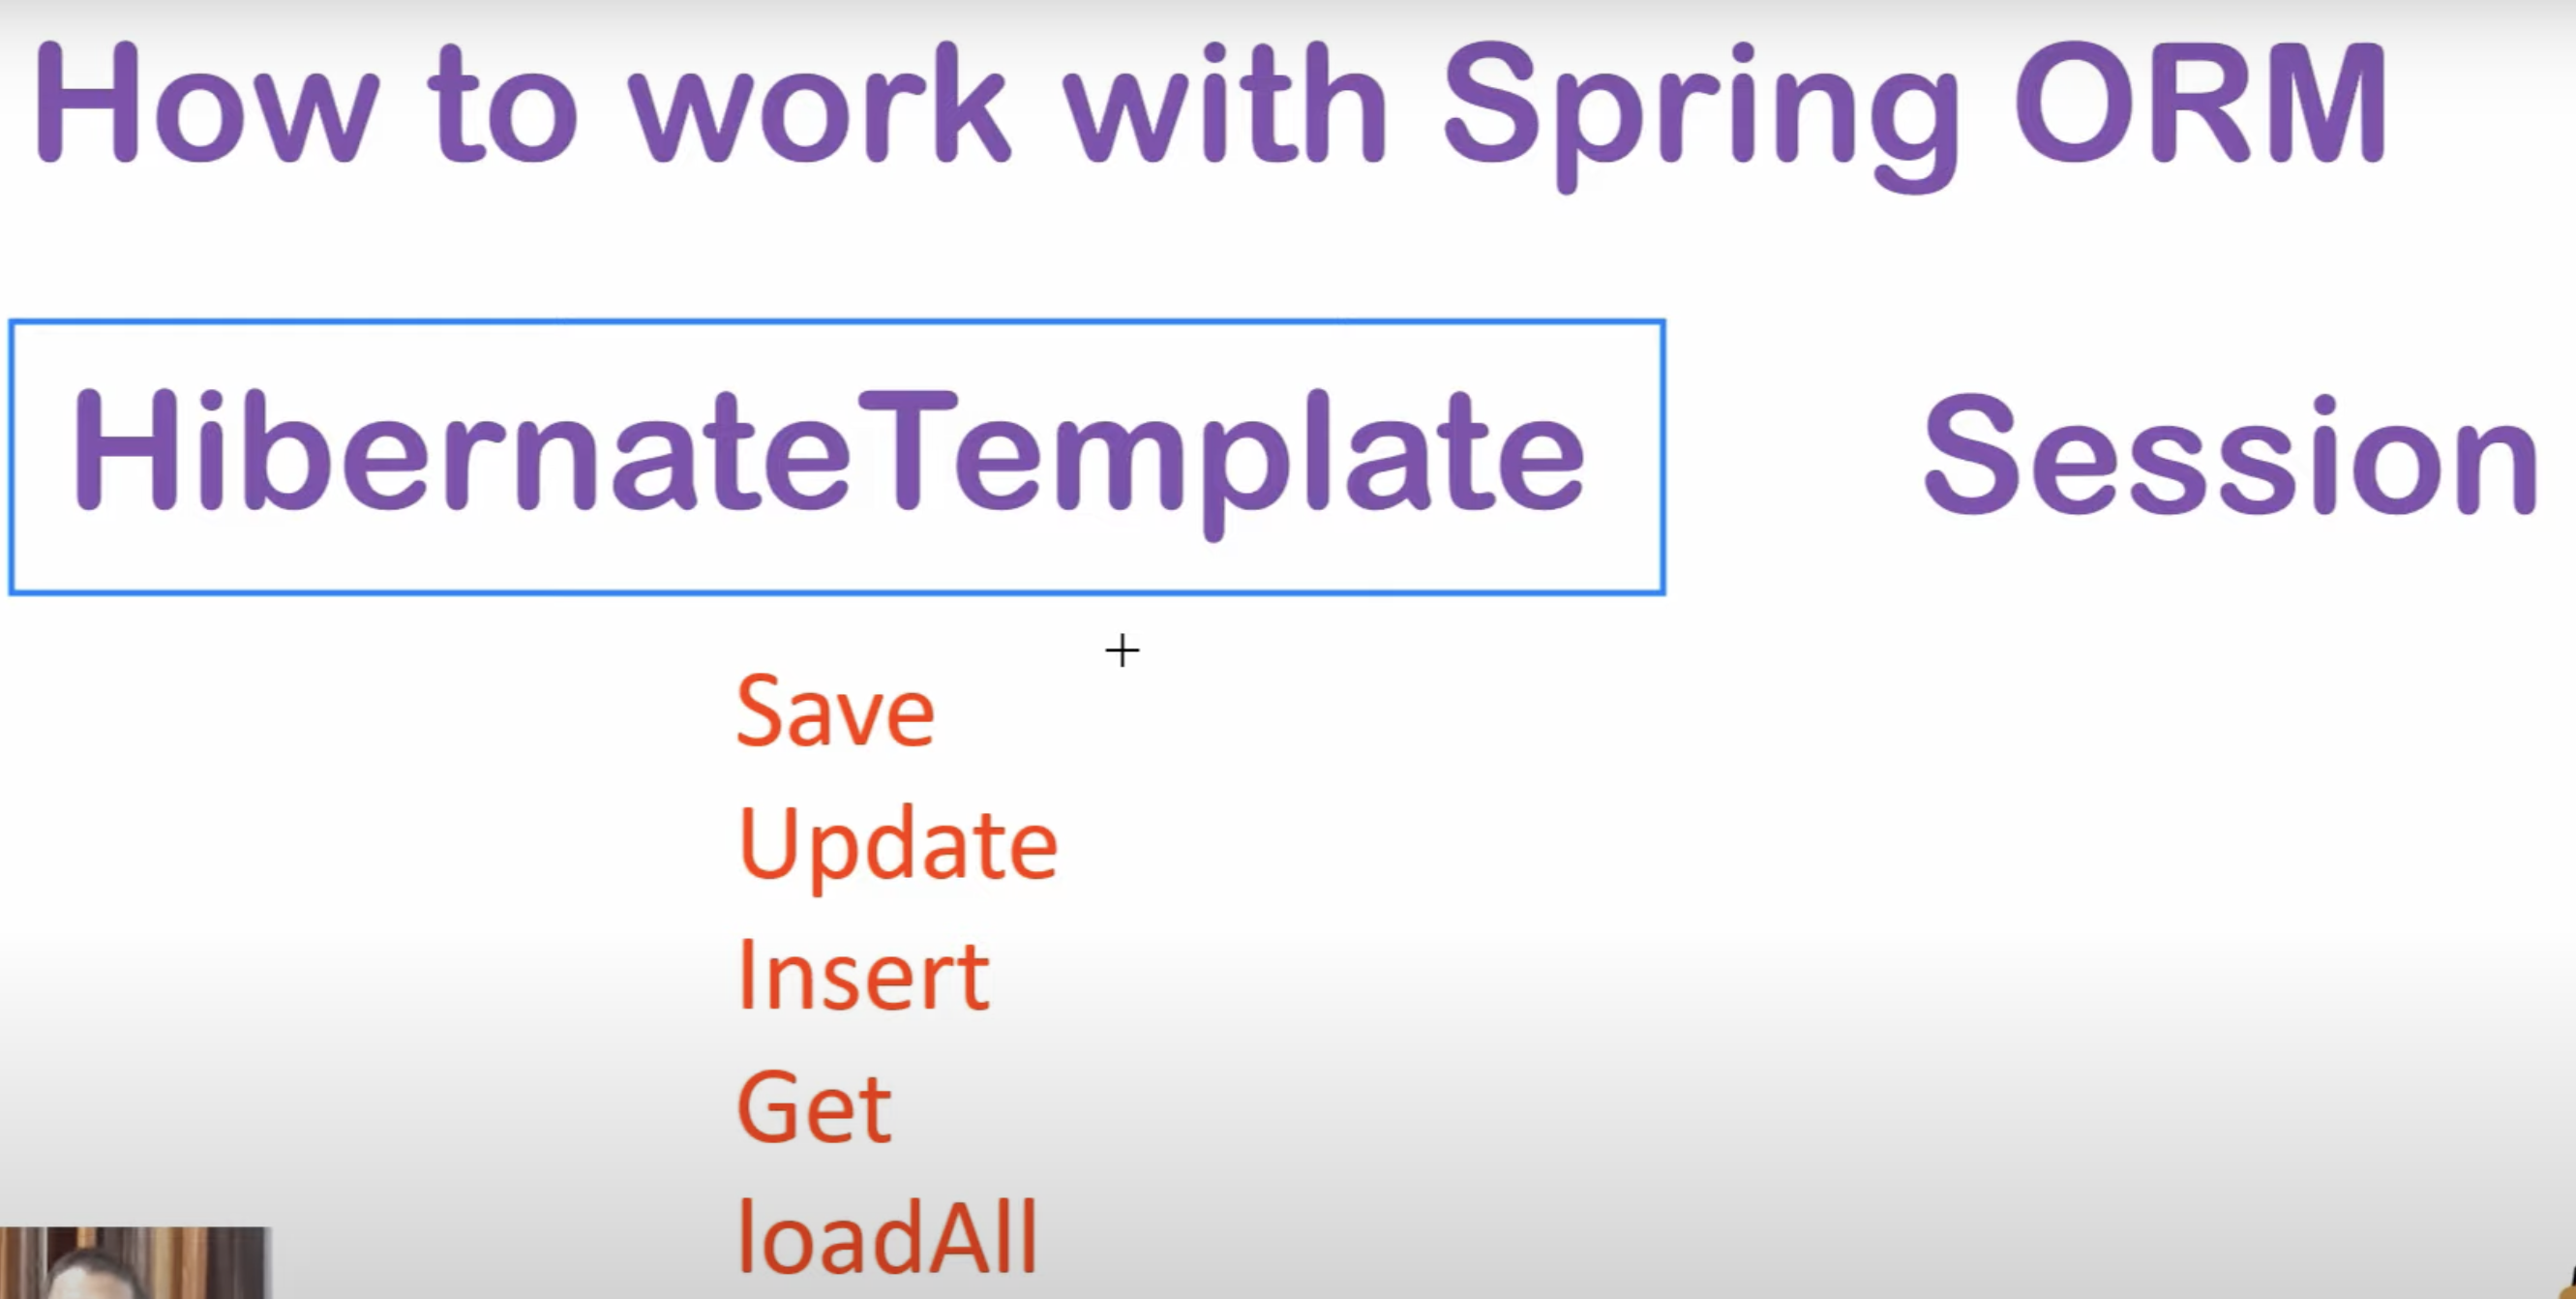 How to work with Spring ORM
HibernateTemplate
Session
Save
Update
Insert
Get
loadAll